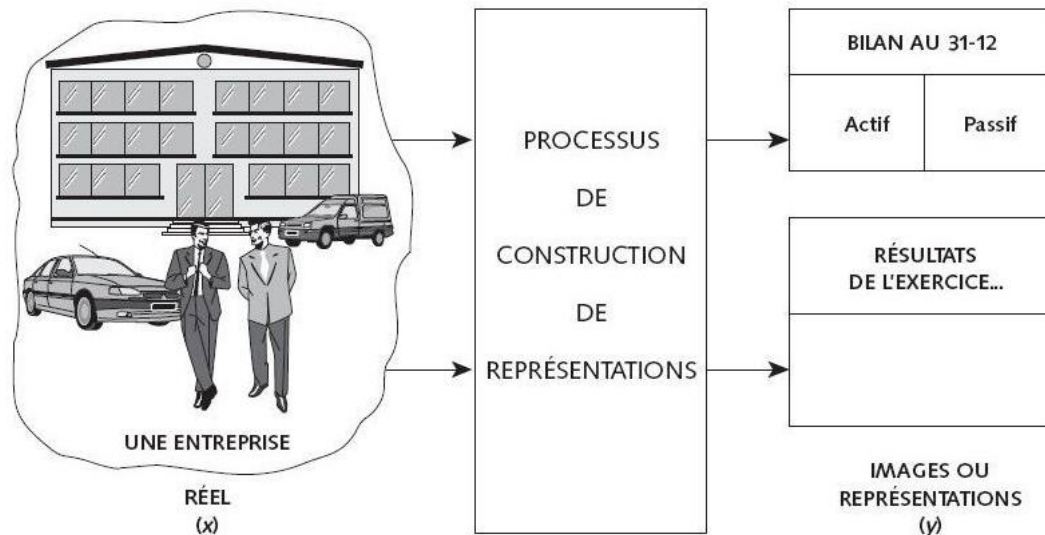 UNE ENTREPRISE
RÉEL
(x)
PROCESSUS
DE
CONSTRUCTION
DE
REPRÉSENTATIONS
BILAN AU 31-12
Actif
Passif
RÉSULTATS
DE L'EXERCICE...
IMAGES OU
REPRÉSENTATIONS
(y)